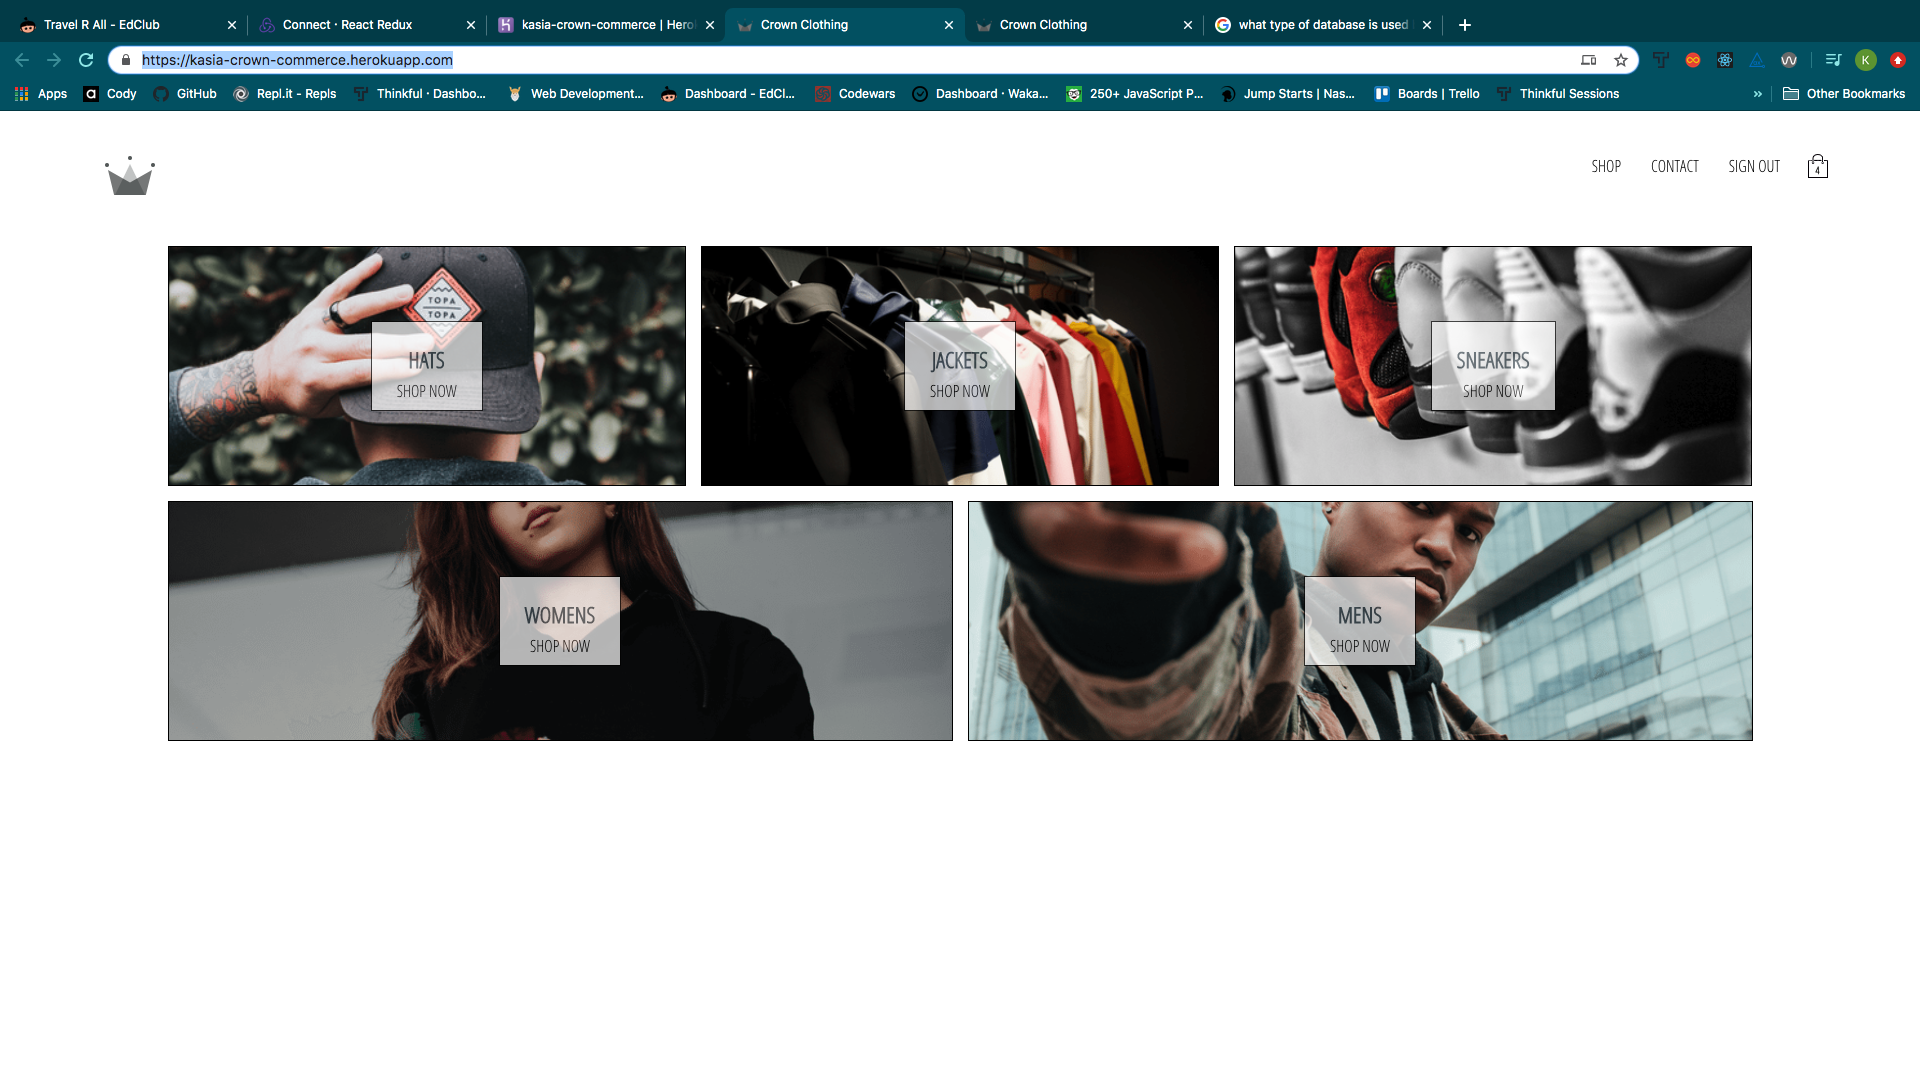 Travel R All - EdClub
Connect · React Redux
kasia-crown-commerce | Hero
Crown Clothing
Crown Clothing
what type of database is used
https://kasia-crown-commerce.herokuapp.com
K
Apps
Cody
GitHub
Repl.it - Repls
Thinkful · Dashbo...
Web Development...
Dashboard - EdCl...
Codewars
Dashboard · Waka...
250+ JavaScript P...
Jump Starts | Nas...
Boards | Trello
Thinkful Sessions
»
Other Bookmarks
SHOP
CONTACT
SIGN OUT
4
TOPA
TOPA
HATS
SHOP NOW
JACKETS
SHOP NOW
SNEAKERS
SHOP NOW
WOMENS
SHOP NOW
MENS
SHOP NOW